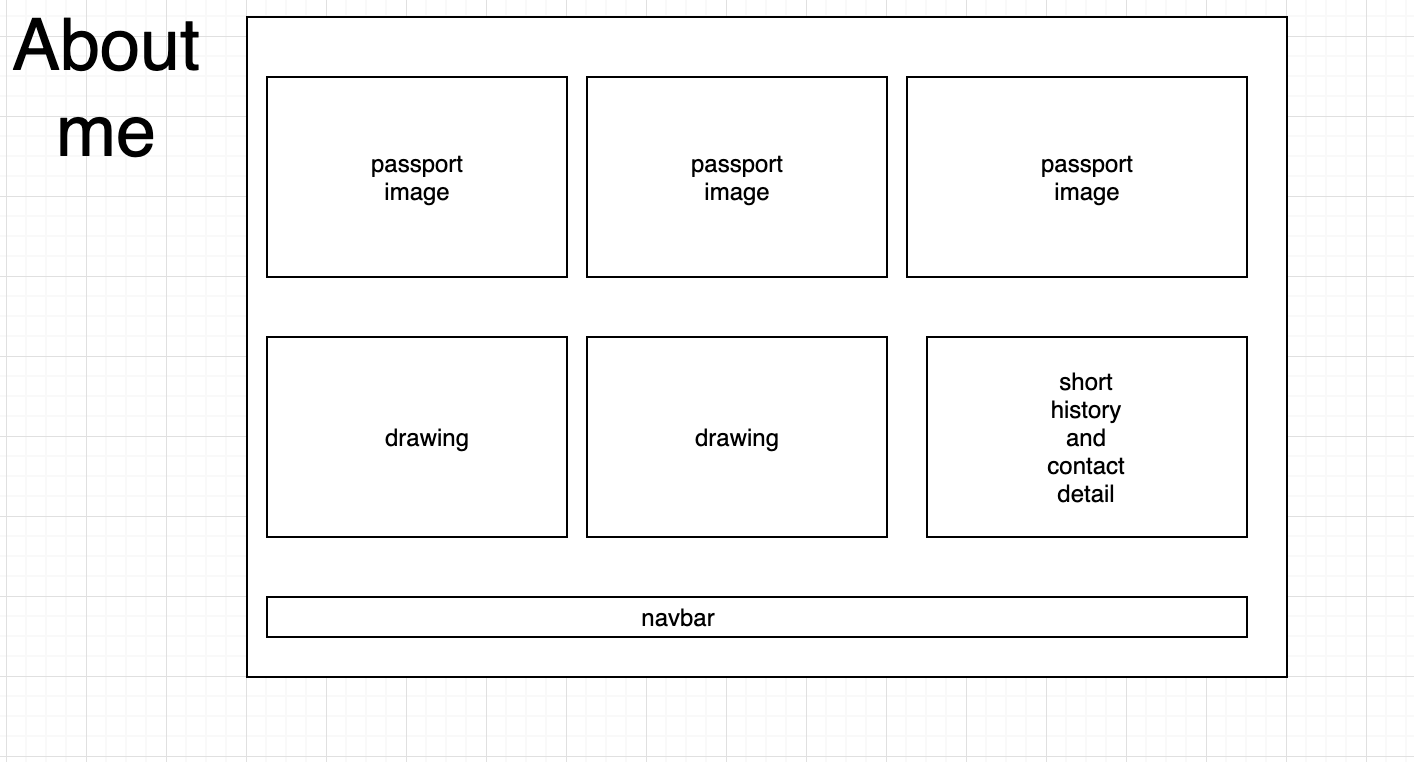 About
me
passport
image
passport
image
passport
image
drawing
drawing
short
history
and
contact
detail
navbar